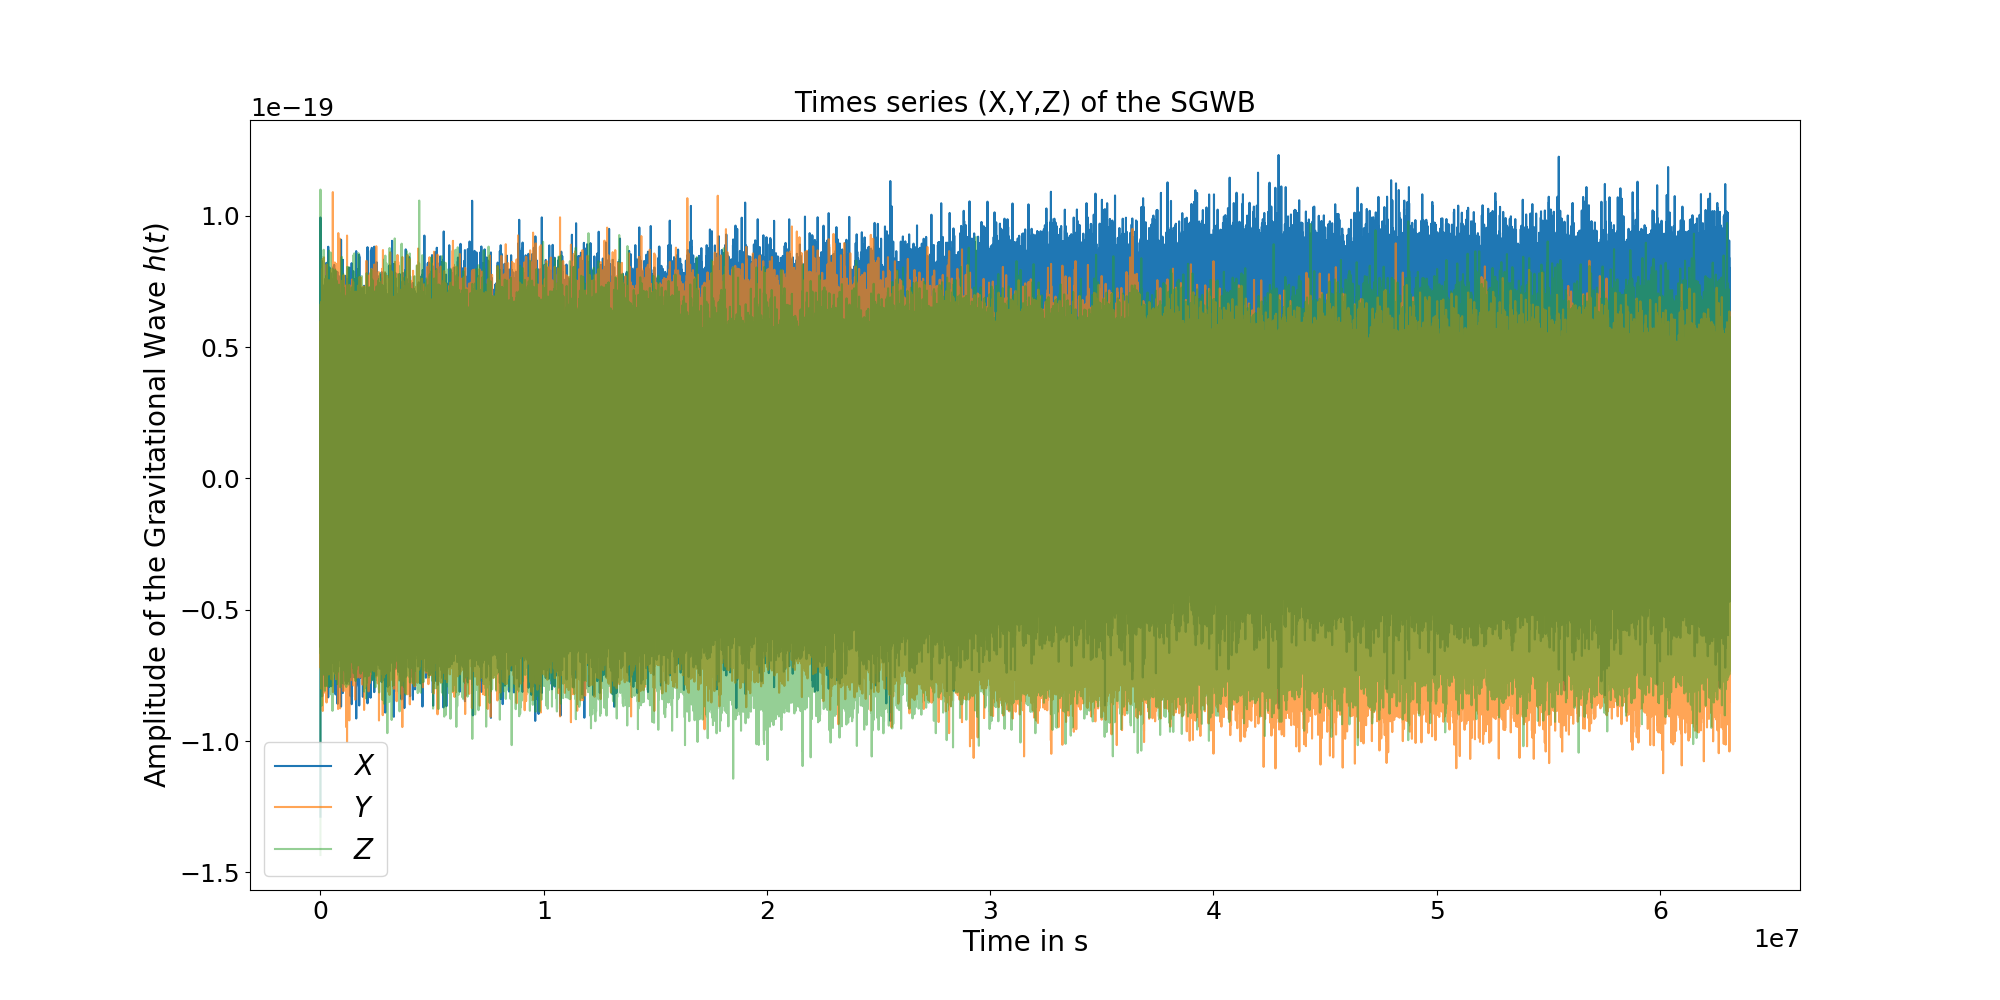 Times series (X,Y,Z) of the SGWB
1e−19
1.0
0.5
0.0
−0.5
−1.0
−1.5
Amplitude of the Gravitational Wave h(t)
X
Y
Z
0 1 2 3 4 5 6
Time in s
1e7